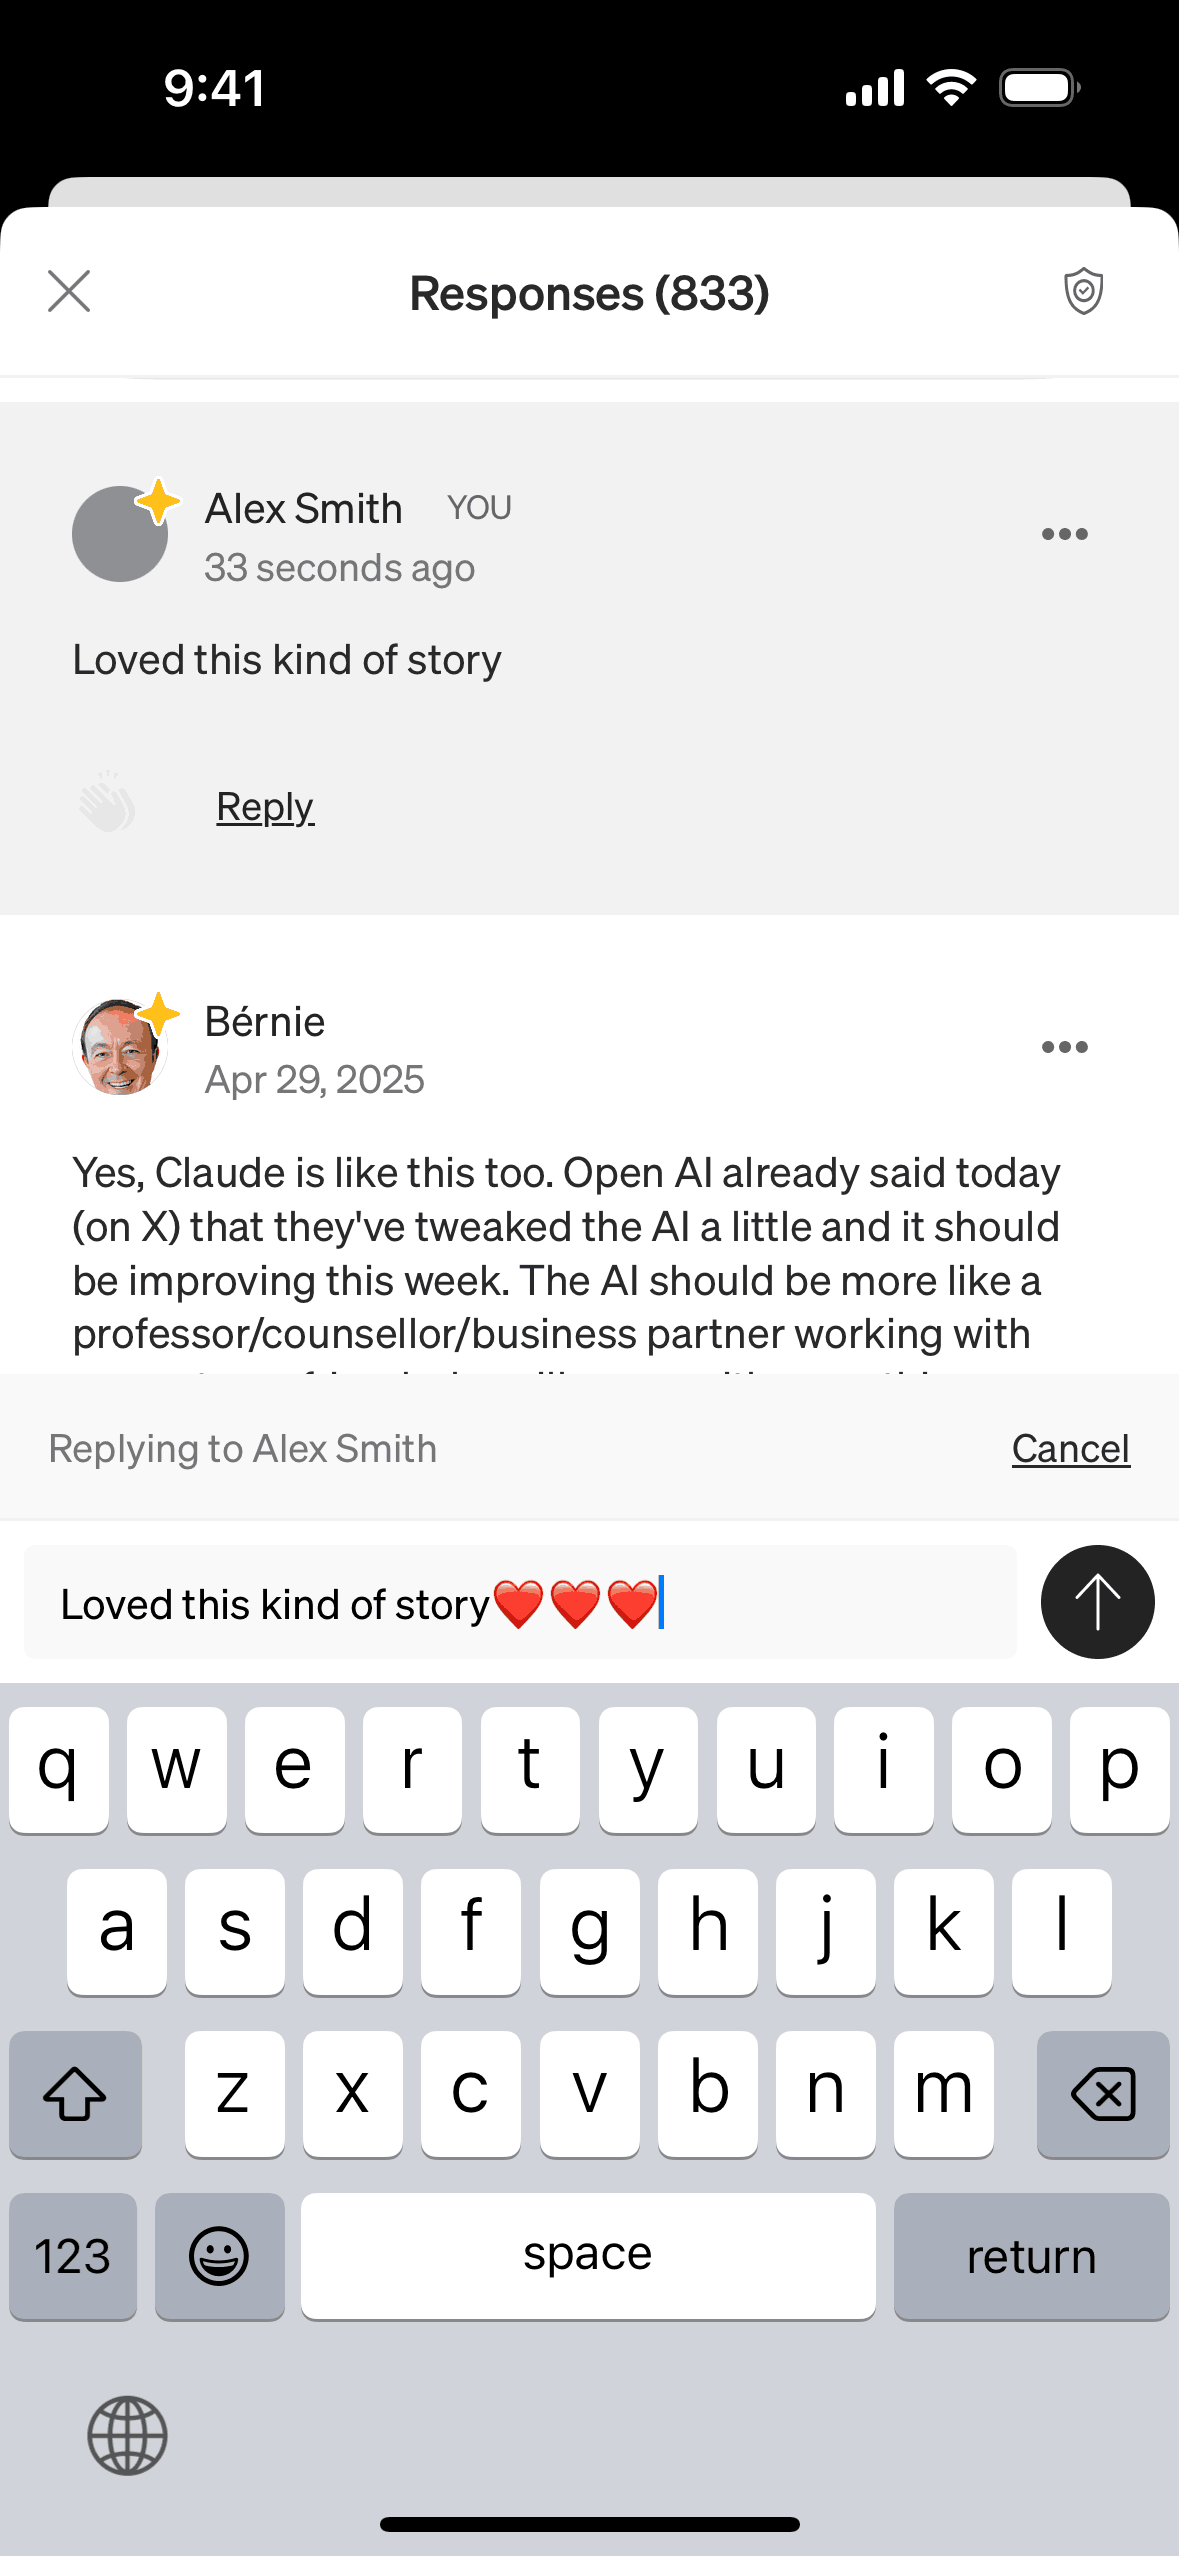 9:41
Responses (833)
Alex Smith YOU
33 seconds ago
Loved this kind of story
Reply
Bérnie
Apr 29, 2025
Yes, Claude is like this too. Open AI already said today
(on X) that they've tweaked the AI a little and it should
be improving this week. The AI should be more like a
professor/counsellor/business partner working with
Replying to Alex Smith Cancel
Loved this kind of story❤️❤️❤️
q w e r t y u i o p
a s d f g h j k l
z x c v b n m
123 space return